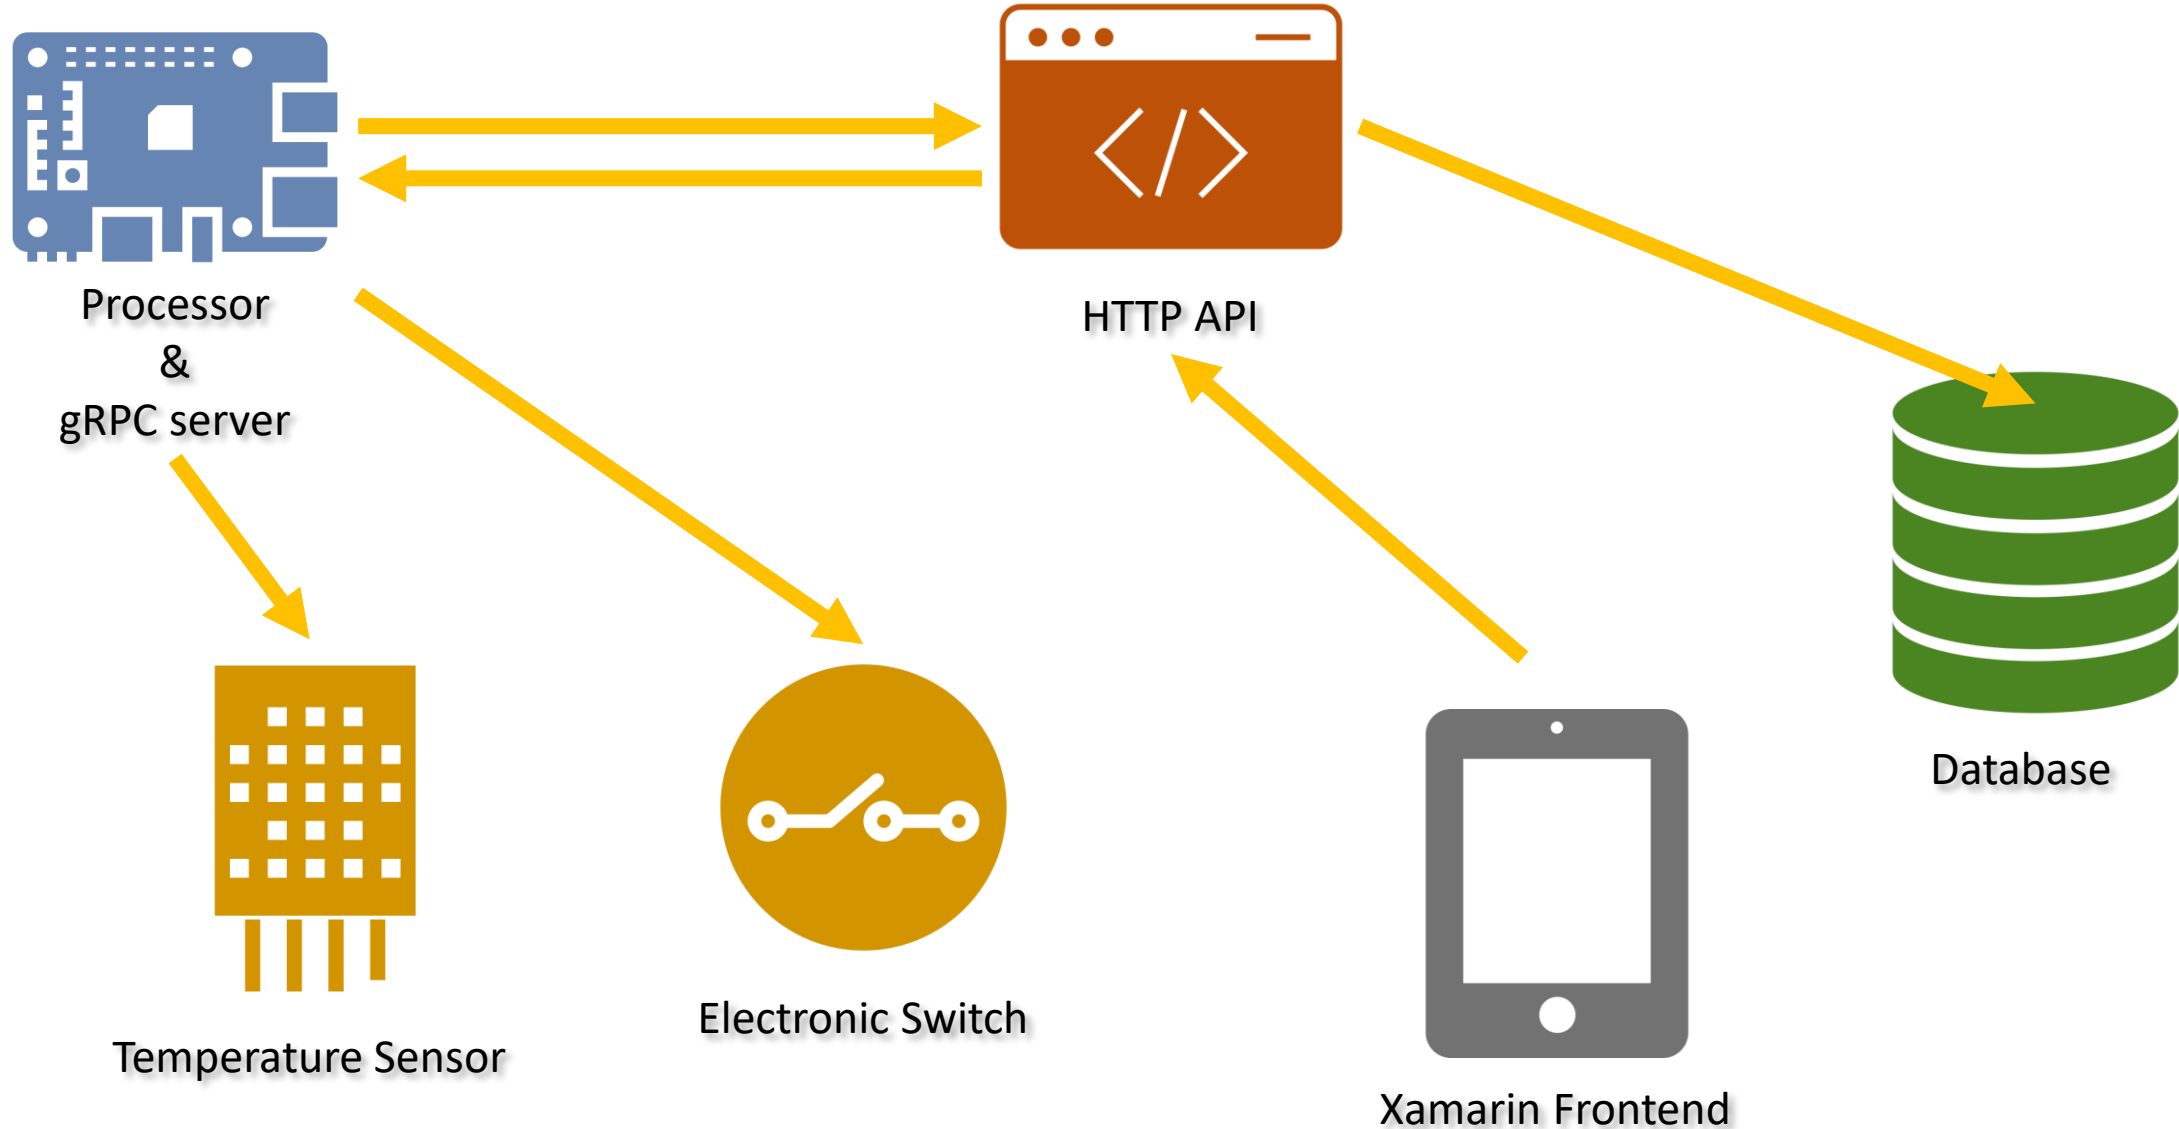 Processor
&
gRPC server
HTTP API
Database
Temperature Sensor
Electronic Switch
Xamarin Frontend